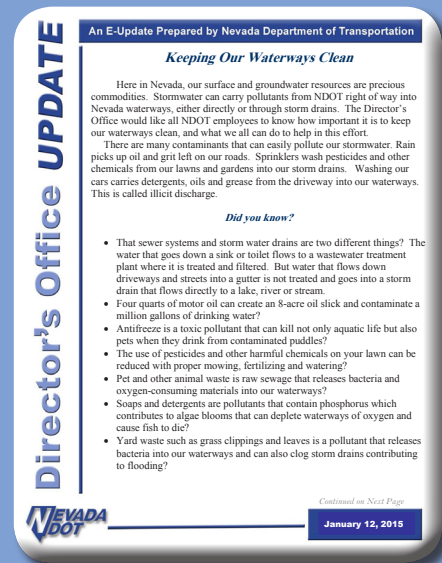 Director's Office UPDATE
An E-Update Prepared by Nevada Department of Transportation
Keeping Our Waterways Clean
Here in Nevada, our surface and groundwater resources are precious
commodities. Stormwater can carry pollutants from NDOT right of way into
Nevada waterways, either directly or through storm drains. The Director's
Office would like all NDOT employees to know how important it is to keep
our waterways clean, and what we all can do to help in this effort.
There are many contaminants that can easily pollute our stormwater. Rain
picks up oil and grit left on our roads. Sprinklers wash pesticides and other
chemicals from our lawns and gardens into our storm drains. Washing our
cars carries detergents, oils and grease from the driveway into our waterways.
This is called illicit discharge.
Did you know?
• That sewer systems and storm water drains are two different things? The
water that goes down a sink or toilet flows to a wastewater treatment
plant where it is treated and filtered. But water that flows down
driveways and streets into a gutter is not treated and goes into a storm
drain that flows directly to a lake, river or stream.
• Four quarts of motor oil can create an 8-acre oil slick and contaminate a
million gallons of drinking water?
• Antifreeze is a toxic pollutant that can kill not only aquatic life but also
pets when they drink from contaminated puddles?
• The use of pesticides and other harmful chemicals on your lawn can be
reduced with proper mowing, fertilizing and watering?
• Pet and other animal waste is raw sewage that releases bacteria and
oxygen-consuming materials into our waterways?
• Soaps and detergents are pollutants that contain phosphorus which
contributes to algae blooms that can deplete waterways of oxygen and
cause fish to die?
• Yard waste such as grass clippings and leaves is a pollutant that releases
bacteria into our waterways and can also clog storm drains contributing
to flooding?
Continued on Next Page
NEVADA
DOT
January 12, 2015